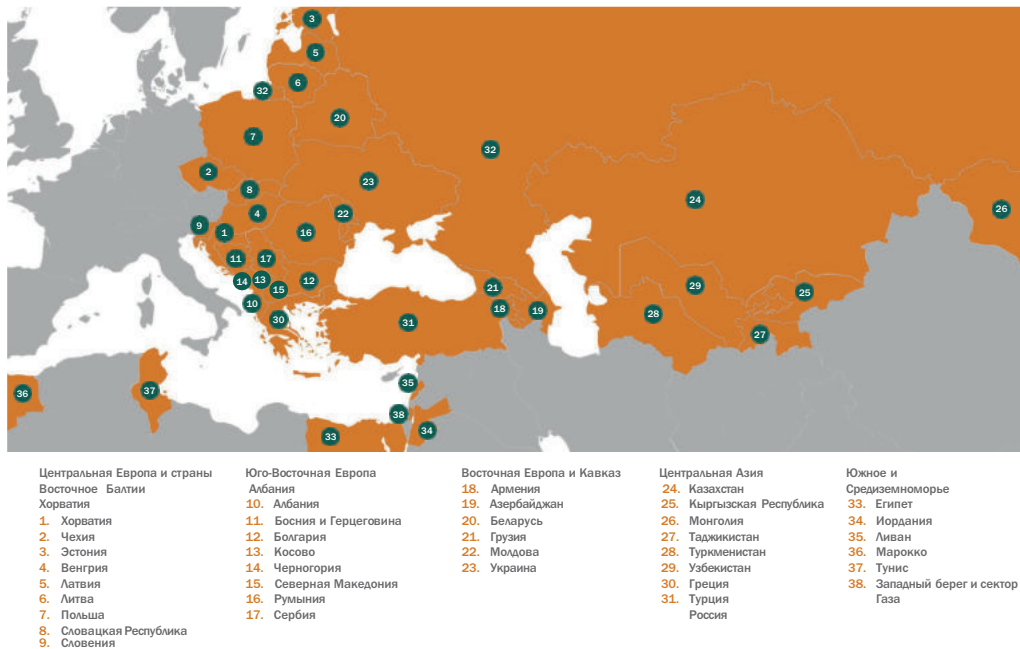 3
5
6
32
20
7
32
2
23
8
24
26
4
22
9
1
16
11
17
14
13
12
21
29
15
25
10
18
19
28
30
31
27
35
36
37
38
34
33
Центральная Европа и страны
Восточное Балтии
Хорватия
1. Хорватия
2. Чехия
3. Эстония
4. Венгрия
5. Латвия
6. Литва
7. Польша
8. Словацкая Республика
9. Словения
Юго-Восточная Европа
Албания
10. Албания
11. Босния и Герцеговина
12. Болгария
13. Косово
14. Черногория
15. Северная Македония
16. Румыния
17. Сербия
Восточная Европа и Кавказ
18. Армения
19. Азербайджан
20. Беларусь
21. Грузия
22. Молдова
23. Украина
Центральная Азия
24. Казахстан
25. Кыргызская Республика
26. Монголия
27. Таджикистан
28. Туркменистан
29. Узбекистан
30. Греция
31. Турция
Россия
Южное и
Средиземноморье
33. Египет
34. Иордания
35. Ливан
36. Марокко
37. Тунис
38. Западный берег и сектор
Газа